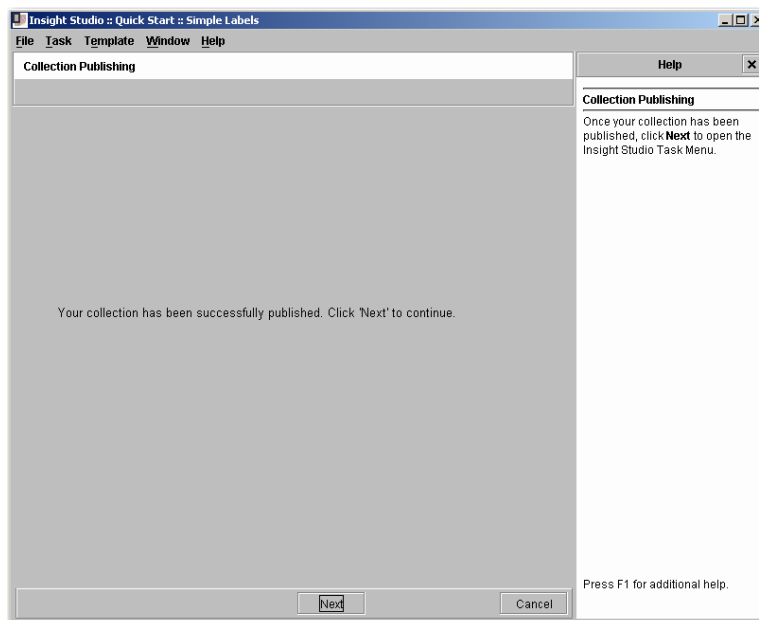 Insight Studio :: Quick Start :: Simple Labels
File Task Template Window Help
Collection Publishing
Help
Collection Publishing
Once your collection has been
published, click Next to open the
Insight Studio Task Menu.
Your collection has been successfully published. Click 'Next' to continue.
Press F1 for additional help.
Next
Cancel